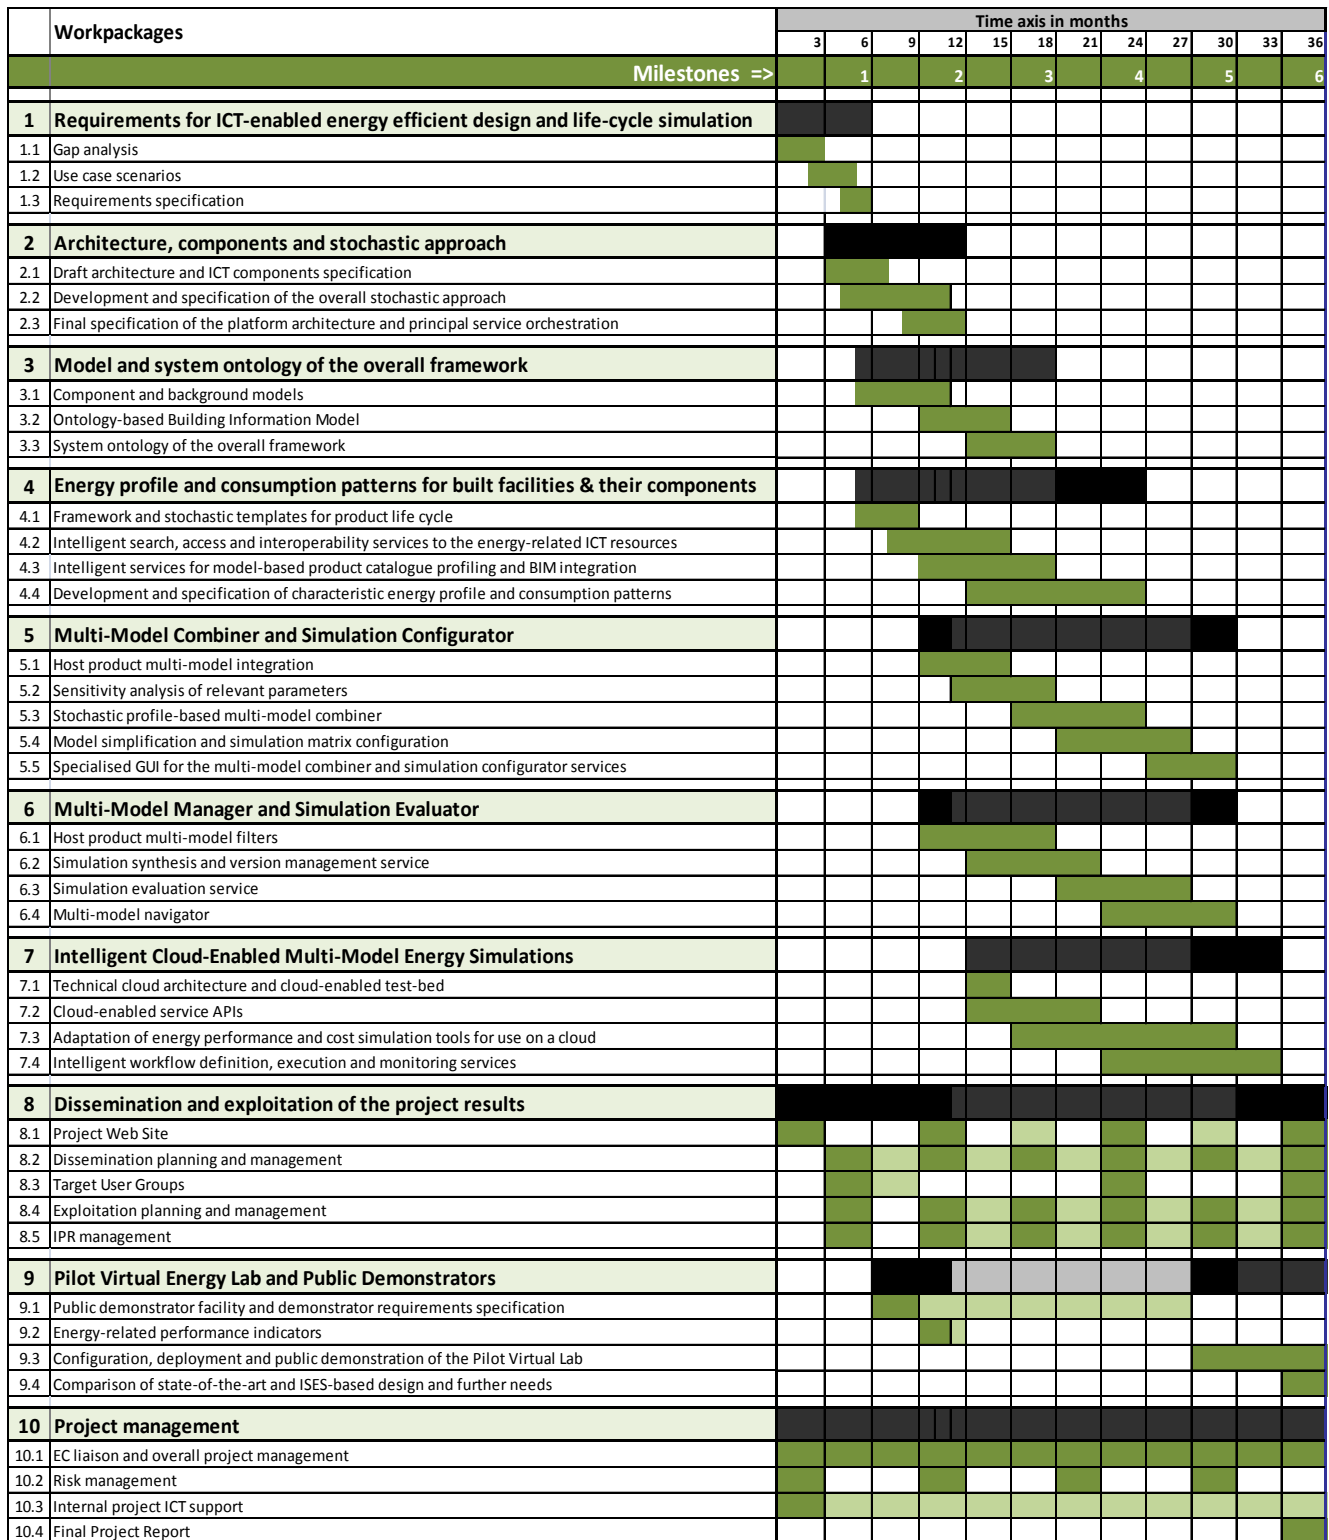 Workpackages
Time axis in months
3 6 9 12 15 18 21 24 27 30 33 36
Milestones => 1 2 3 4 5 6
1 Requirements for ICT-enabled energy efficient design and life-cycle simulation
1.1 Gap analysis
1.2 Use case scenarios
1.3 Requirements specification
2 Architecture, components and stochastic approach
2.1 Draft architecture and ICT components specification
2.2 Development and specification of the overall stochastic approach
2.3 Final specification of the platform architecture and principal service orchestration
3 Model and system ontology of the overall framework
3.1 Component and background models
3.2 Ontology-based Building Information Model
3.3 System ontology of the overall framework
4 Energy profile and consumption patterns for built facilities & their components
4.1 Framework and stochastic templates for product life cycle
4.2 Intelligent search, access and interoperability services to the energy-related ICT resources
4.3 Intelligent services for model-based product catalogue profiling and BIM integration
4.4 Development and specification of characteristic energy profile and consumption patterns
5 Multi-Model Combiner and Simulation Configurator
5.1 Host product multi-model integration
5.2 Sensitivity analysis of relevant parameters
5.3 Stochastic profile-based multi-model combiner
5.4 Model simplification and simulation matrix configuration
5.5 Specialised GUI for the multi-model combiner and simulation configurator services
6 Multi-Model Manager and Simulation Evaluator
6.1 Host product multi-model filters
6.2 Simulation synthesis and version management service
6.3 Simulation evaluation service
6.4 Multi-model navigator
7 Intelligent Cloud-Enabled Multi-Model Energy Simulations
7.1 Technical cloud architecture and cloud-enabled test-bed
7.2 Cloud-enabled service APIs
7.3 Adaptation of energy performance and cost simulation tools for use on a cloud
7.4 Intelligent workflow definition, execution and monitoring services
8 Dissemination and exploitation of the project results
8.1 Project Web Site
8.2 Dissemination planning and management
8.3 Target User Groups
8.4 Exploitation planning and management
8.5 IPR management
9 Pilot Virtual Energy Lab and Public Demonstrators
9.1 Public demonstrator facility and demonstrator requirements specification
9.2 Energy-related performance indicators
9.3 Configuration, deployment and public demonstration of the Pilot Virtual Lab
9.4 Comparison of state-of-the-art and ISES-based design and further needs
10 Project management
10.1 EC liaison and overall project management
10.2 Risk management
10.3 Internal project ICT support
10.4 Final Project Report